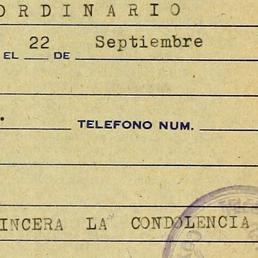 ORDINARIO
EL 22 DE Septiembre
TELEFONO NUM.
INCERA LA CONDOLENCIA